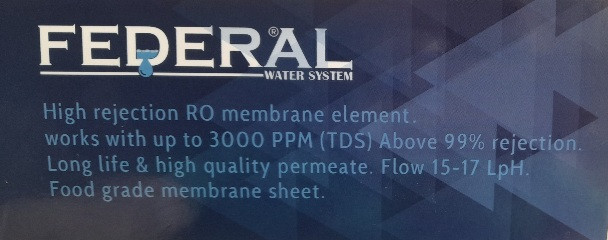 FEDERAL®
WATER SYSTEM
High rejection RO membrane element.
works with up to 3000 PPM (TDS) Above 99% rejection.
Long life & high quality permeate. Flow 15-17 LpH.
Food grade membrane sheet.